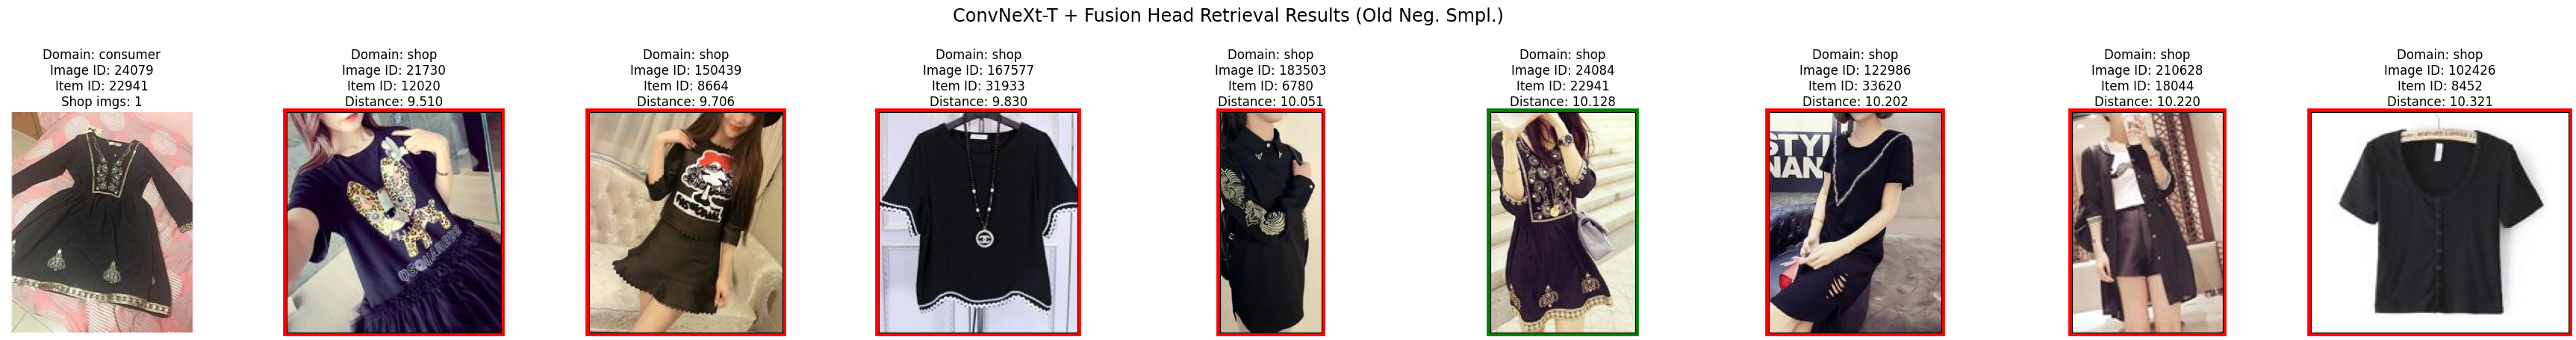 ConvNeXt-T + Fusion Head Retrieval Results (Old Neg. Smpl.)
Domain: consumer
Image ID: 24079
Item ID: 22941
Shop imgs: 1
Domain: shop
Image ID: 21730
Item ID: 12020
Distance: 9.510
Domain: shop
Image ID: 150439
Item ID: 8664
Distance: 9.706
Domain: shop
Image ID: 167577
Item ID: 31933
Distance: 9.830
Domain: shop
Image ID: 183503
Item ID: 6780
Distance: 10.051
Domain: shop
Image ID: 24084
Item ID: 22941
Distance: 10.128
Domain: shop
Image ID: 122986
Item ID: 33620
Distance: 10.202
Domain: shop
Image ID: 210628
Item ID: 18044
Distance: 10.220
Domain: shop
Image ID: 102426
Item ID: 8452
Distance: 10.321
DSQUARED2
STYL
NAN